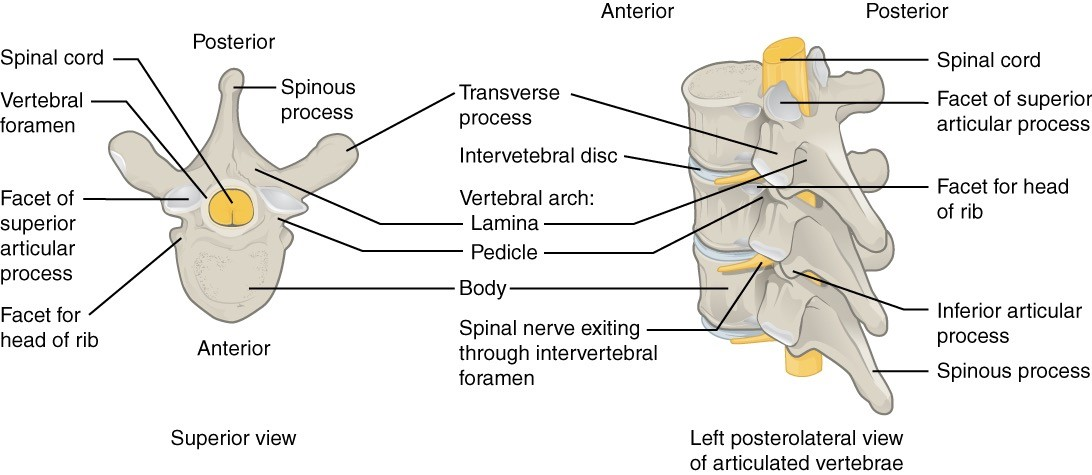 Posterior
Spinal cord
Vertebral
foramen
Spinous
process
Facet of
superior
articular
process
Facet for
head of rib
Anterior
Superior view
Transverse
process
Intervetebral disc
Vertebral arch:
Lamina
Pedicle
Body
Spinal nerve exiting
through intervertebral
foramen
Anterior
Posterior
Spinal cord
Facet of superior
articular process
Facet for head
of rib
Inferior articular
process
Spinous process
Left posterolateral view
of articulated vertebrae